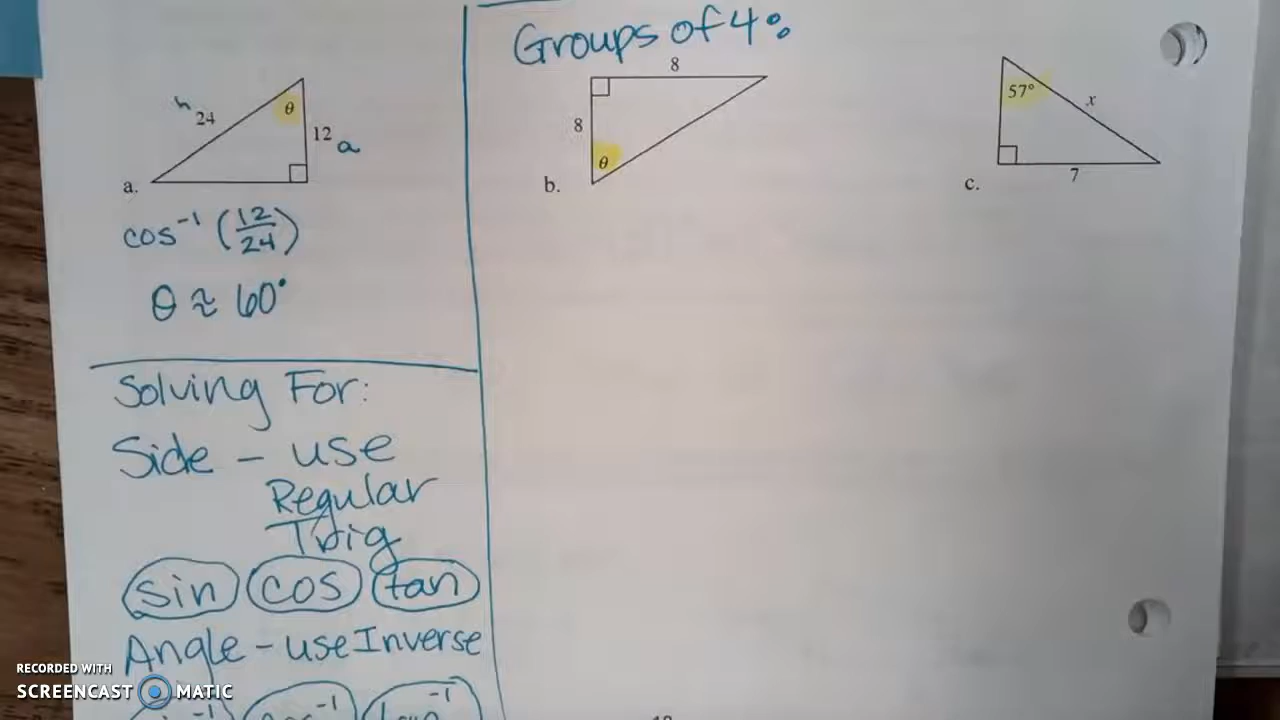 h
24
θ
12
a
a.
cos⁻¹ (12/24)
θ ≈ 60°
Solving For:
Side - use
Regular
Trig
sin cos tan
Angle - use Inverse
Groups of 4:
8
8
θ
b.
57°
x
7
c.
RECORDED WITH
SCREENCAST MATIC